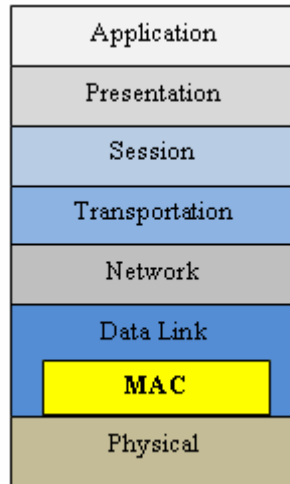 Application
Presentation
Session
Transportation
Network
Data Link
MAC
Physical